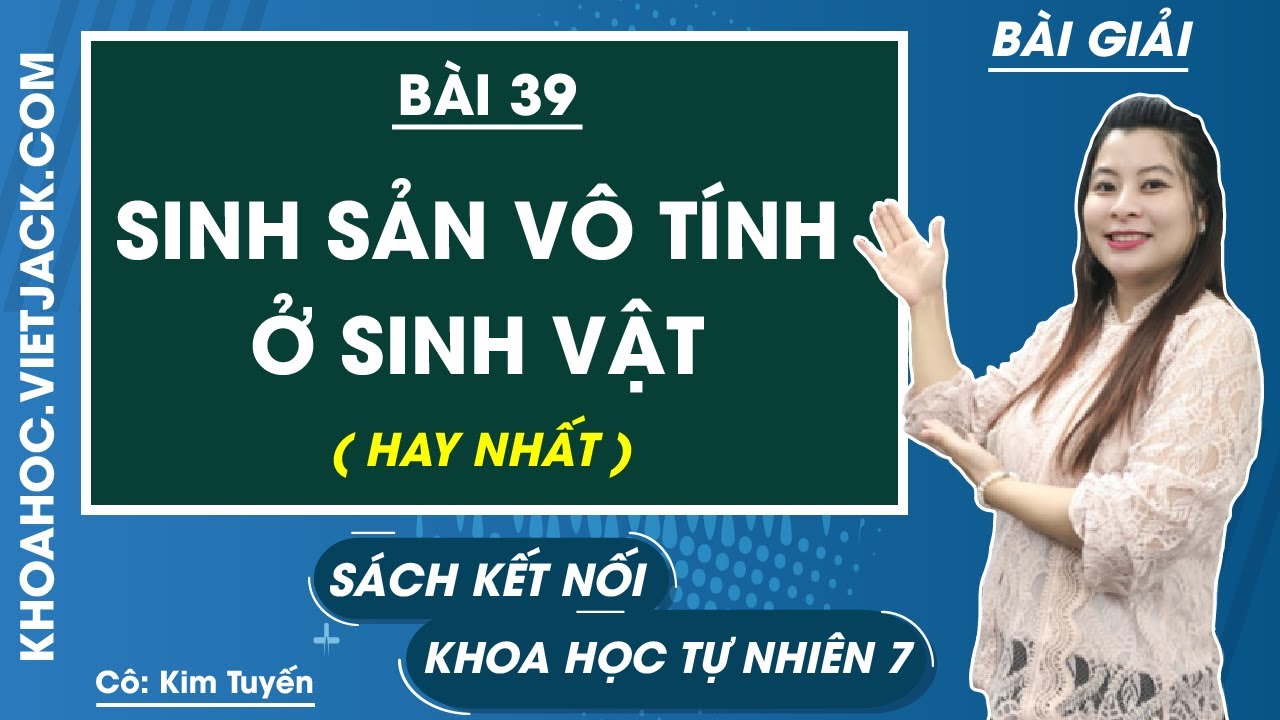 KHOAHOC.VIETJACK.COM
BÀI GIẢI
BÀI 39
SINH SẢN VÔ TÍNH
Ở SINH VẬT
( HAY NHẤT )
SÁCH KẾT NỐI
KHOA HỌC TỰ NHIÊN 7
Cô: Kim Tuyến